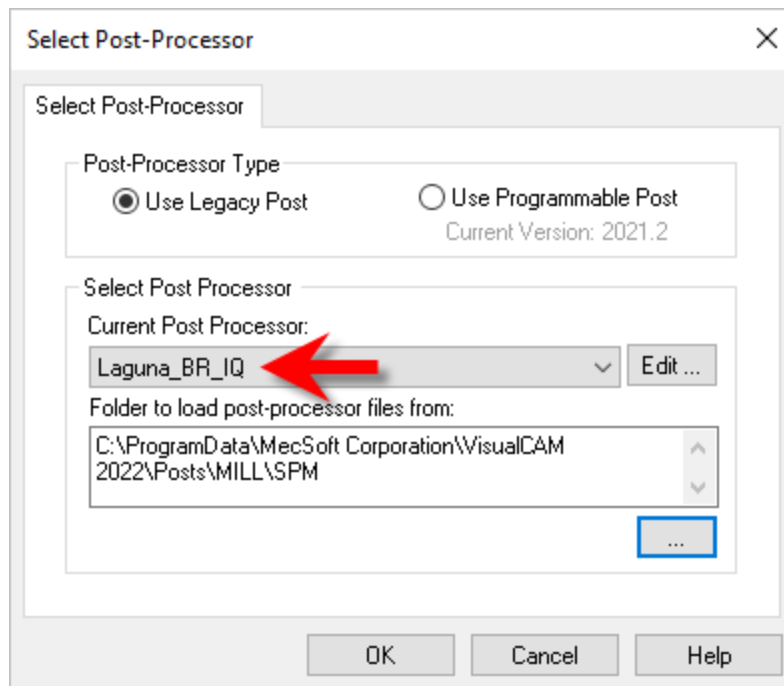 Select Post-Processor
Select Post-Processor
Post-Processor Type
Use Legacy Post
Use Programmable Post
Current Version: 2021.2
Select Post Processor
Current Post Processor:
Laguna_BR_IQ
Edit ...
Folder to load post-processor files from:
C:\ProgramData\MecSoft Corporation\VisualCAM
2022\Posts\MILL\SPM
...
OK
Cancel
Help